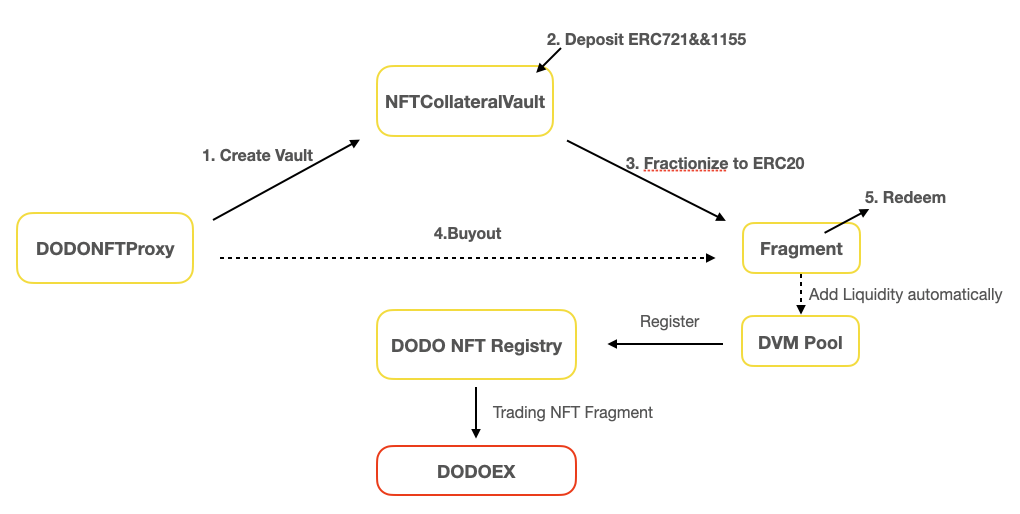 2. Deposit ERC721&&1155
NFTCollateralVault
1. Create Vault
3. Fractionize to ERC20
5. Redeem
DODONFTProxy
4.Buyout
Fragment
Add Liquidity automatically
Register
DODO NFT Registry
DVM Pool
Trading NFT Fragment
DODOEX